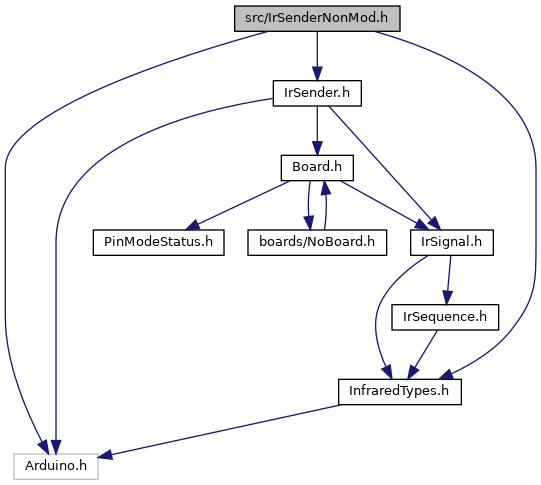 src/IrSenderNonMod.h
IrSender.h
Board.h
PinModeStatus.h
boards/NoBoard.h
IrSignal.h
IrSequence.h
InfraredTypes.h
Arduino.h